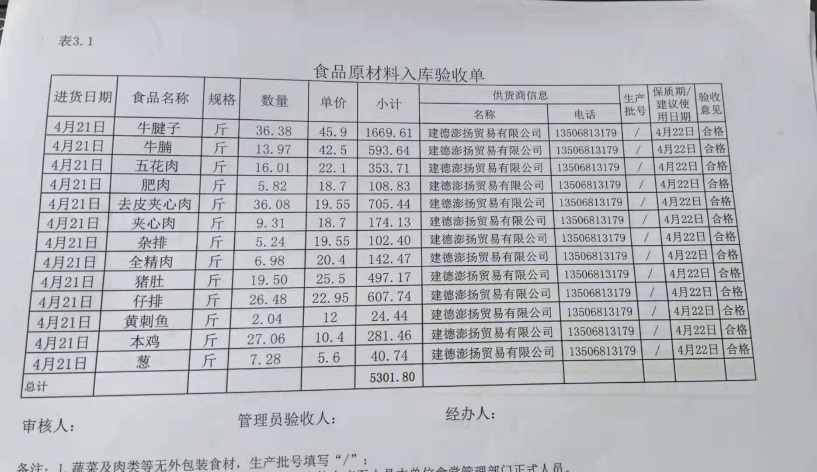 表3.1
食品原材料入库验收单
进货日期 食品名称 规格 数量 单价 小计 供货商信息 生产批号 保质期/建议使用日期 验收意见
名称 电话
4月21日 牛腱子 斤 36.38 45.9 1669.61 建德澎扬贸易有限公司 13506813179 / 4月22日 合格
4月21日 牛腩 斤 13.97 42.5 593.64 建德澎扬贸易有限公司 13506813179 / 4月22日 合格
4月21日 五花肉 斤 16.01 22.1 353.71 建德澎扬贸易有限公司 13506813179 / 4月22日 合格
4月21日 肥肉 斤 5.82 18.7 108.83 建德澎扬贸易有限公司 13506813179 / 4月22日 合格
4月21日 去皮夹心肉 斤 36.08 19.55 705.44 建德澎扬贸易有限公司 13506813179 / 4月22日 合格
4月21日 夹心肉 斤 9.31 18.7 174.13 建德澎扬贸易有限公司 13506813179 / 4月22日 合格
4月21日 杂排 斤 5.24 19.55 102.40 建德澎扬贸易有限公司 13506813179 / 4月22日 合格
4月21日 全精肉 斤 6.98 20.4 142.47 建德澎扬贸易有限公司 13506813179 / 4月22日 合格
4月21日 猪肚 斤 19.50 25.5 497.17 建德澎扬贸易有限公司 13506813179 / 4月22日 合格
4月21日 仔排 斤 26.48 22.95 607.74 建德澎扬贸易有限公司 13506813179 / 4月22日 合格
4月21日 黄刺鱼 斤 2.04 12 24.44 建德澎扬贸易有限公司 13506813179 / 4月22日 合格
4月21日 本鸡 斤 27.06 10.4 281.46 建德澎扬贸易有限公司 13506813179 / 4月22日 合格
4月21日 葱 斤 7.28 5.6 40.74 建德澎扬贸易有限公司 13506813179 / 4月22日 合格
总计 5301.80
审核人： 管理员验收人： 经办人：
备注：1.蔬菜及肉类等无外包装食材，生产批号填写“/”；
本单位食堂管理部门正式人员。